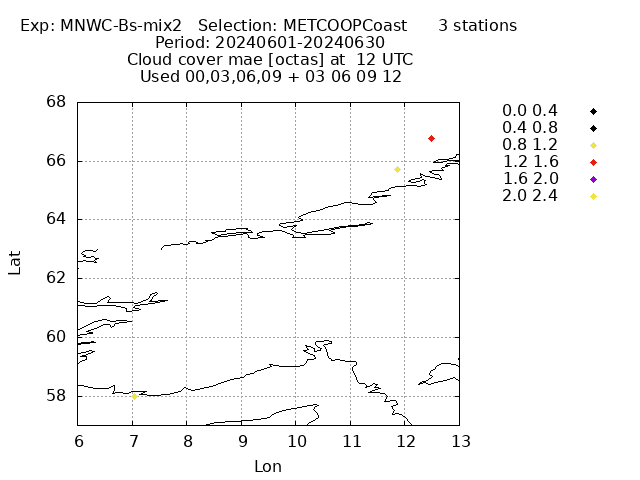 Exp: MNWC-Bs-mix2 Selection: METCOOPCoast 3 stations
Period: 20240601-20240630
Cloud cover mae [octas] at 12 UTC
Used 00,03,06,09 + 03 06 09 12
0.0 0.4
0.4 0.8
0.8 1.2
1.2 1.6
1.6 2.0
2.0 2.4
68
66
64
62
60
58
Lat
6 7 8 9 10 11 12 13
Lon